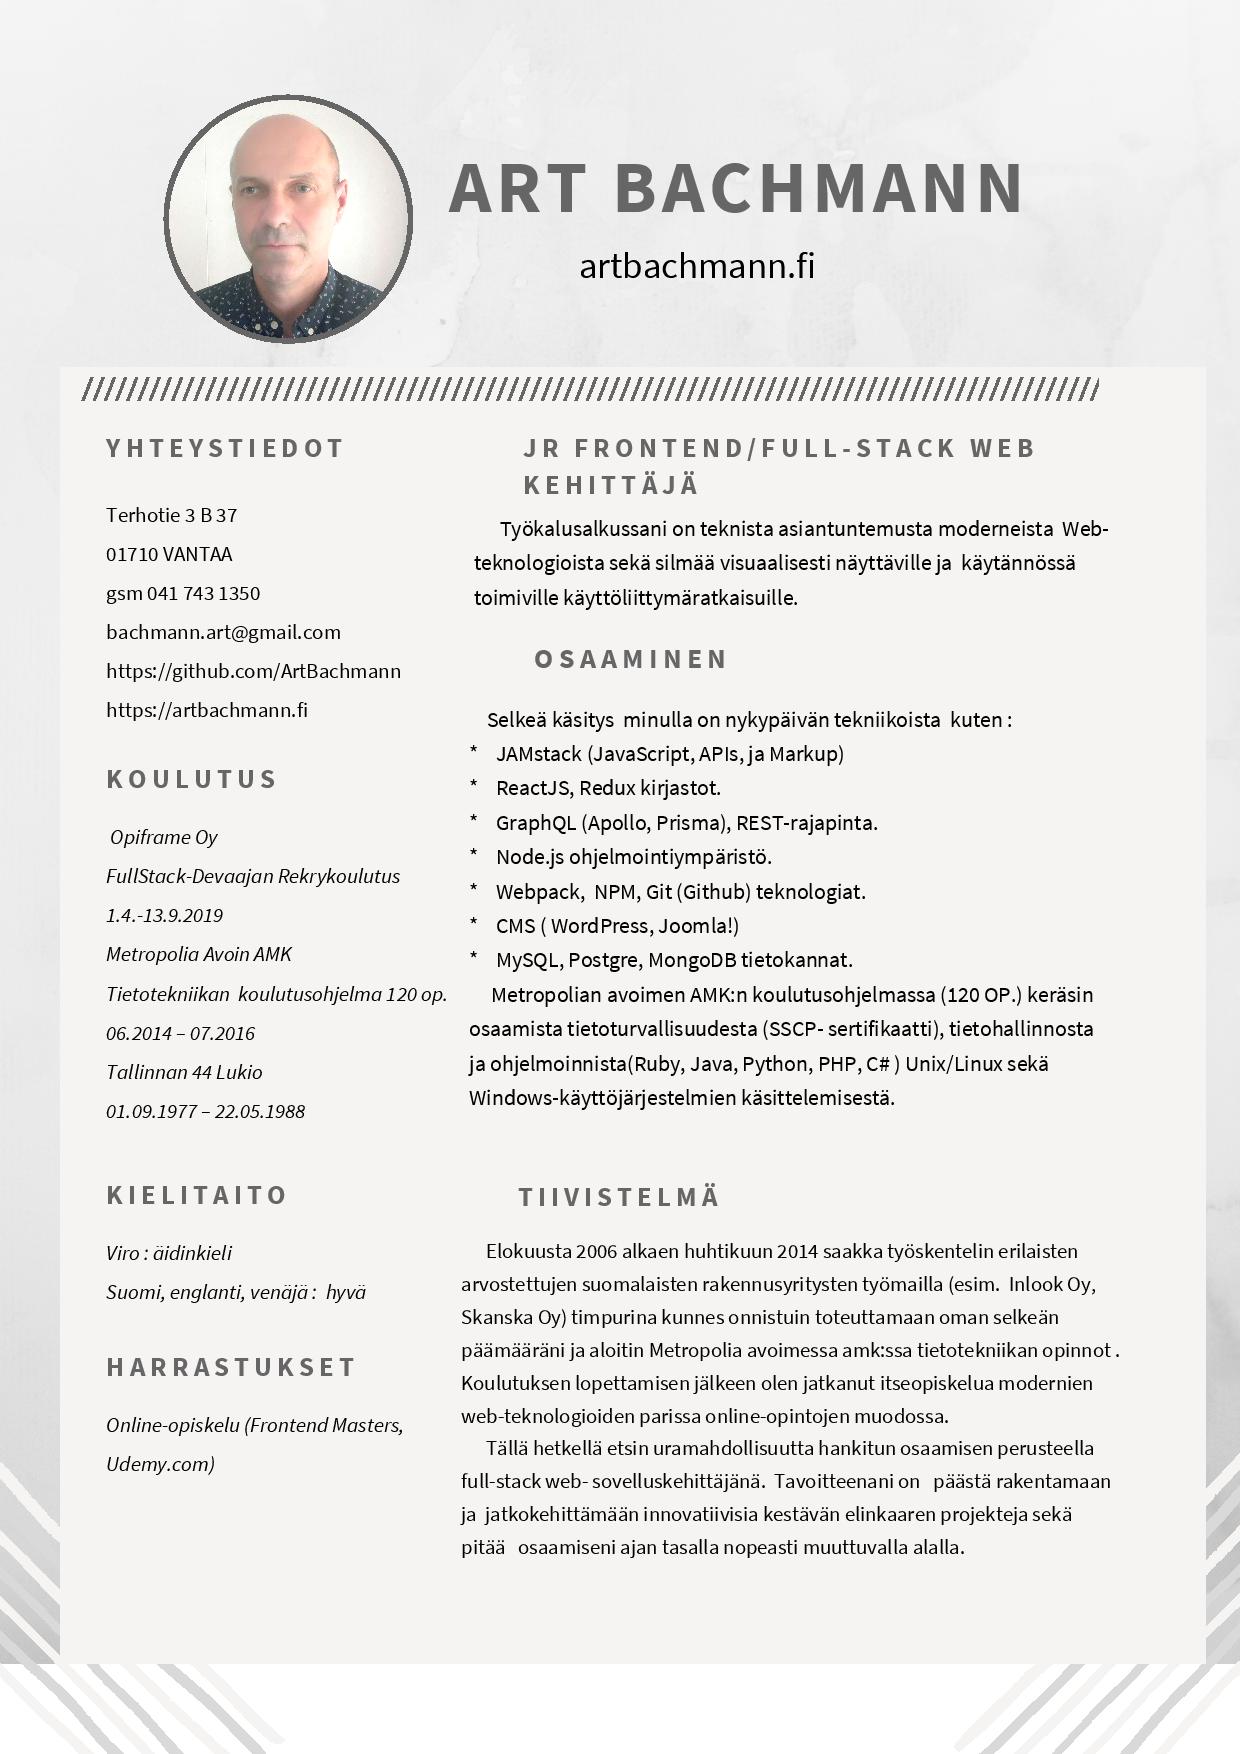 ART BACHMANN
artbachmann.fi
YHTEYSTIEDOT
Terhotie 3 B 37
01710 VANTAA
gsm 041 743 1350
bachmann.art@gmail.com
https://github.com/ArtBachmann
https://artbachmann.fi
KOULUTUS
Opiframe Oy
FullStack-Devaajan Rekrykoulutus
1.4.-13.9.2019
Metropolia Avoin AMK
Tietotekniikan koulutusohjelma 120 op.
06.2014 – 07.2016
Tallinnan 44 Lukio
01.09.1977 – 22.05.1988
KIELITAITO
Viro : äidinkieli
Suomi, englanti, venäjä : hyvä
HARRASTUKSET
Online-opiskelu (Frontend Masters,
Udemy.com)
JR FRONTEND/FULL-STACK WEB
KEHITTÄJÄ
Työkalusalkussani on teknista asiantuntemusta moderneista Web-
teknologioista sekä silmää visuaalisesti näyttäville ja käytännössä
toimiville käyttöliittymäratkaisuille.
OSAAMINEN
Selkeä käsitys minulla on nykypäivän tekniikoista kuten :
* JAMstack (JavaScript, APIs, ja Markup)
* ReactJS, Redux kirjastot.
* GraphQL (Apollo, Prisma), REST-rajapinta.
* Node.js ohjelmointiympäristö.
* Webpack, NPM, Git (Github) teknologiat.
* CMS ( WordPress, Joomla!)
* MySQL, Postgre, MongoDB tietokannat.
Metropolian avoimen AMK:n koulutusohjelmassa (120 OP.) keräsin
osaamista tietoturvallisuudesta (SSCP- sertifikaatti), tietohallinnosta
ja ohjelmoinnista(Ruby, Java, Python, PHP, C# ) Unix/Linux sekä
Windows-käyttöjärjestelmien käsittelemisestä.
TIIVISTELMÄ
Elokuusta 2006 alkaen huhtikuun 2014 saakka työskentelin erilaisten
arvostettujen suomalaisten rakennusyritysten työmailla (esim. Inlook Oy,
Skanska Oy) timpurina kunnes onnistuin toteuttamaan oman selkeän
päämääräni ja aloitin Metropolia avoimessa amk:ssa tietotekniikan opinnot .
Koulutuksen lopettamisen jälkeen olen jatkanut itseopiskelua modernien
web-teknologioiden parissa online-opintojen muodossa.
Tällä hetkellä etsin uramahdollisuutta hankitun osaamisen perusteella
full-stack web- sovelluskehittäjänä. Tavoitteenani on päästä rakentamaan
ja jatkokehittämään innovatiivisia kestävän elinkaaren projekteja sekä
pitää osaamiseni ajan tasalla nopeasti muuttuvalla alalla.